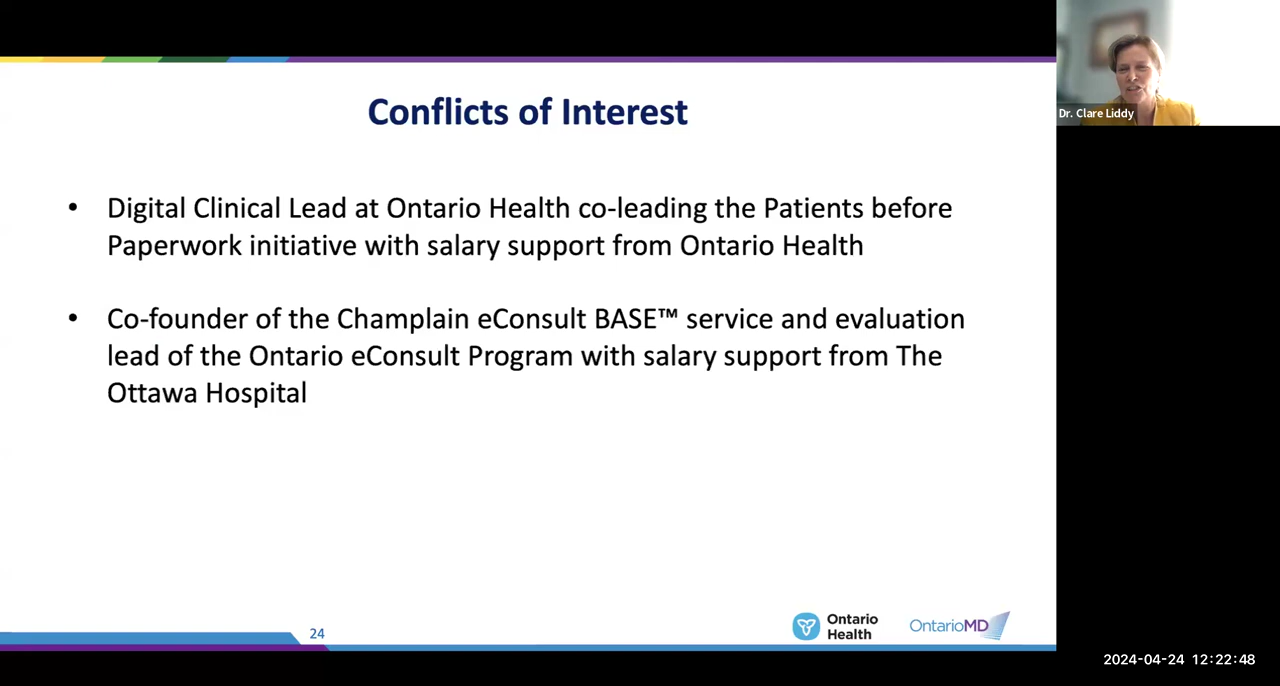 Conflicts of Interest
• Digital Clinical Lead at Ontario Health co-leading the Patients before
Paperwork initiative with salary support from Ontario Health
• Co-founder of the Champlain eConsult BASE™ service and evaluation
lead of the Ontario eConsult Program with salary support from The
Ottawa Hospital
24
Ontario
Health
OntarioMD
Dr. Clare Liddy
2024-04-24 12:22:48